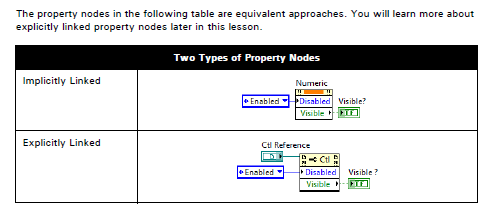 The property nodes in the following table are equivalent approaches. You will learn more about
explicitly linked property nodes later in this lesson.
Two Types of Property Nodes
Implicitly Linked
Numeric
Enabled
Disabled
Visible?
Visible
TF
Explicitly Linked
Ctl Reference
Ctl
Enabled
Disabled
Visible ?
Visible
TF